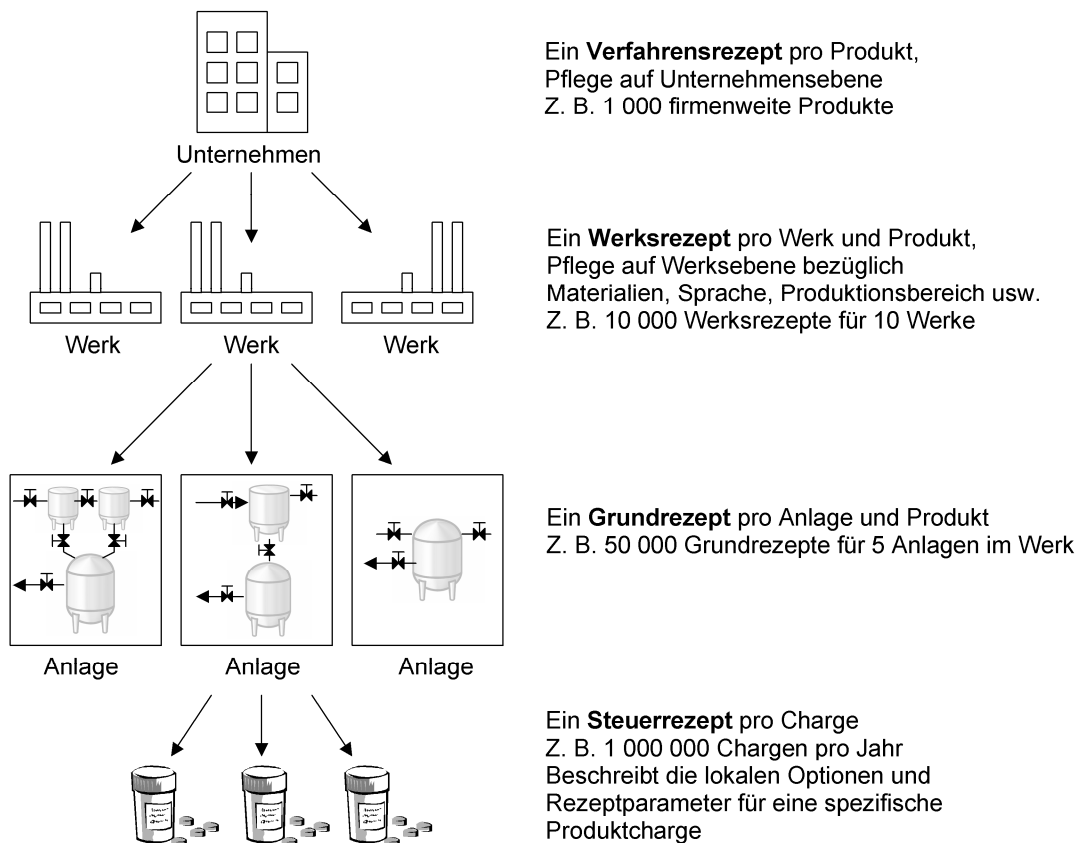 Ein Verfahrensrezept pro Produkt,
Pflege auf Unternehmensebene
Z. B. 1 000 firmenweite Produkte
Unternehmen
Ein Werksrezept pro Werk und Produkt,
Pflege auf Werksebene bezüglich
Materialien, Sprache, Produktionsbereich usw.
Z. B. 10 000 Werksrezepte für 10 Werke
Werk
Werk
Werk
Ein Grundrezept pro Anlage und Produkt
Z. B. 50 000 Grundrezepte für 5 Anlagen im Werk
Anlage
Anlage
Anlage
Ein Steuerrezept pro Charge
Z. B. 1 000 000 Chargen pro Jahr
Beschreibt die lokalen Optionen und
Rezeptparameter für eine spezifische
Produktcharge